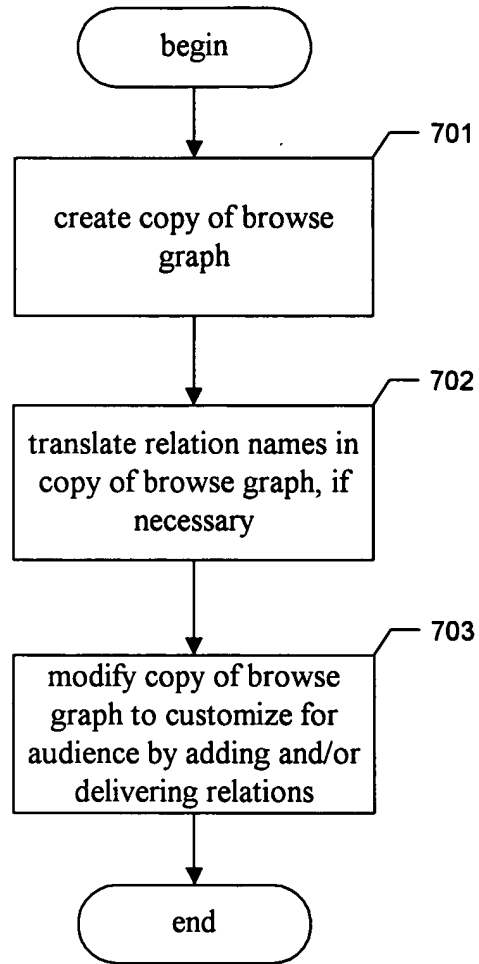 begin
701
create copy of browse
graph
702
translate relation names in
copy of browse graph, if
necessary
703
modify copy of browse
graph to customize for
audience by adding and/or
delivering relations
end